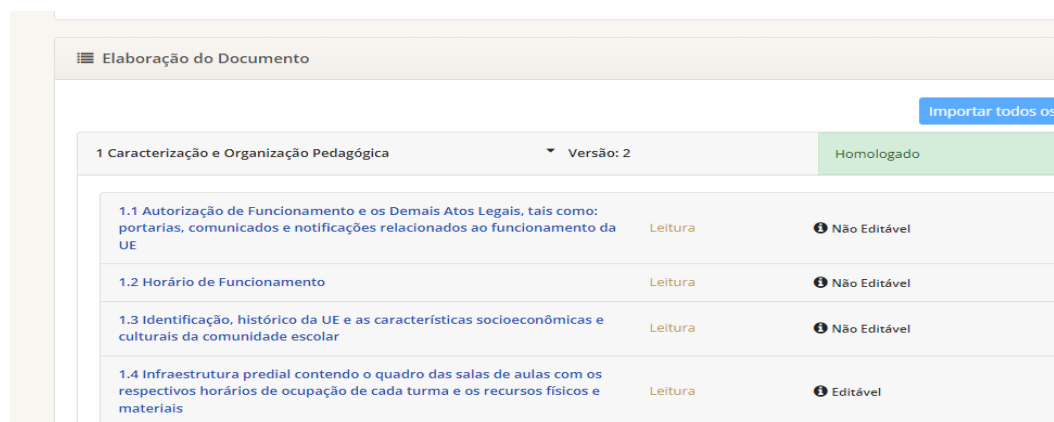 Elaboração do Documento
Importar todos os
1 Caracterização e Organização Pedagógica Versão: 2 Homologado
1.1 Autorização de Funcionamento e os Demais Atos Legais, tais como:
portarias, comunicados e notificações relacionados ao funcionamento da Leitura Não Editável
UE
1.2 Horário de Funcionamento Leitura Não Editável
1.3 Identificação, histórico da UE e as características socioeconômicas e
culturais da comunidade escolar Leitura Não Editável
1.4 Infraestrutura predial contendo o quadro das salas de aulas com os
respectivos horários de ocupação de cada turma e os recursos físicos e Leitura Editável
materiais